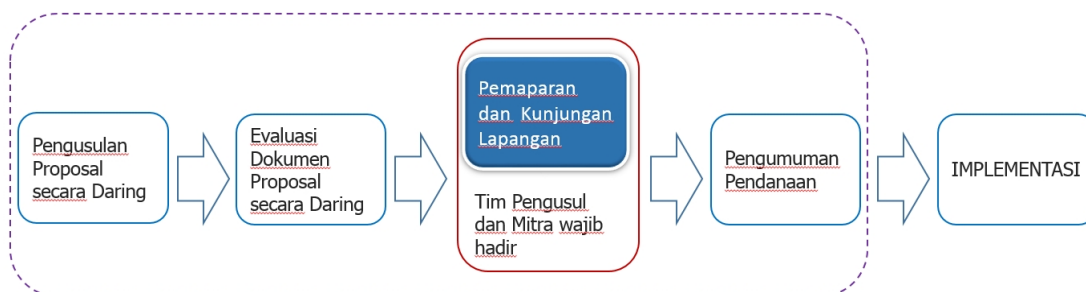 Pengusulan
Proposal
secara Daring
Evaluasi
Dokumen
Proposal
secara Daring
Pemaparan
dan Kunjungan
Lapangan
Tim Pengusul
dan Mitra wajib
hadir
Pengumuman
Pendanaan
IMPLEMENTASI